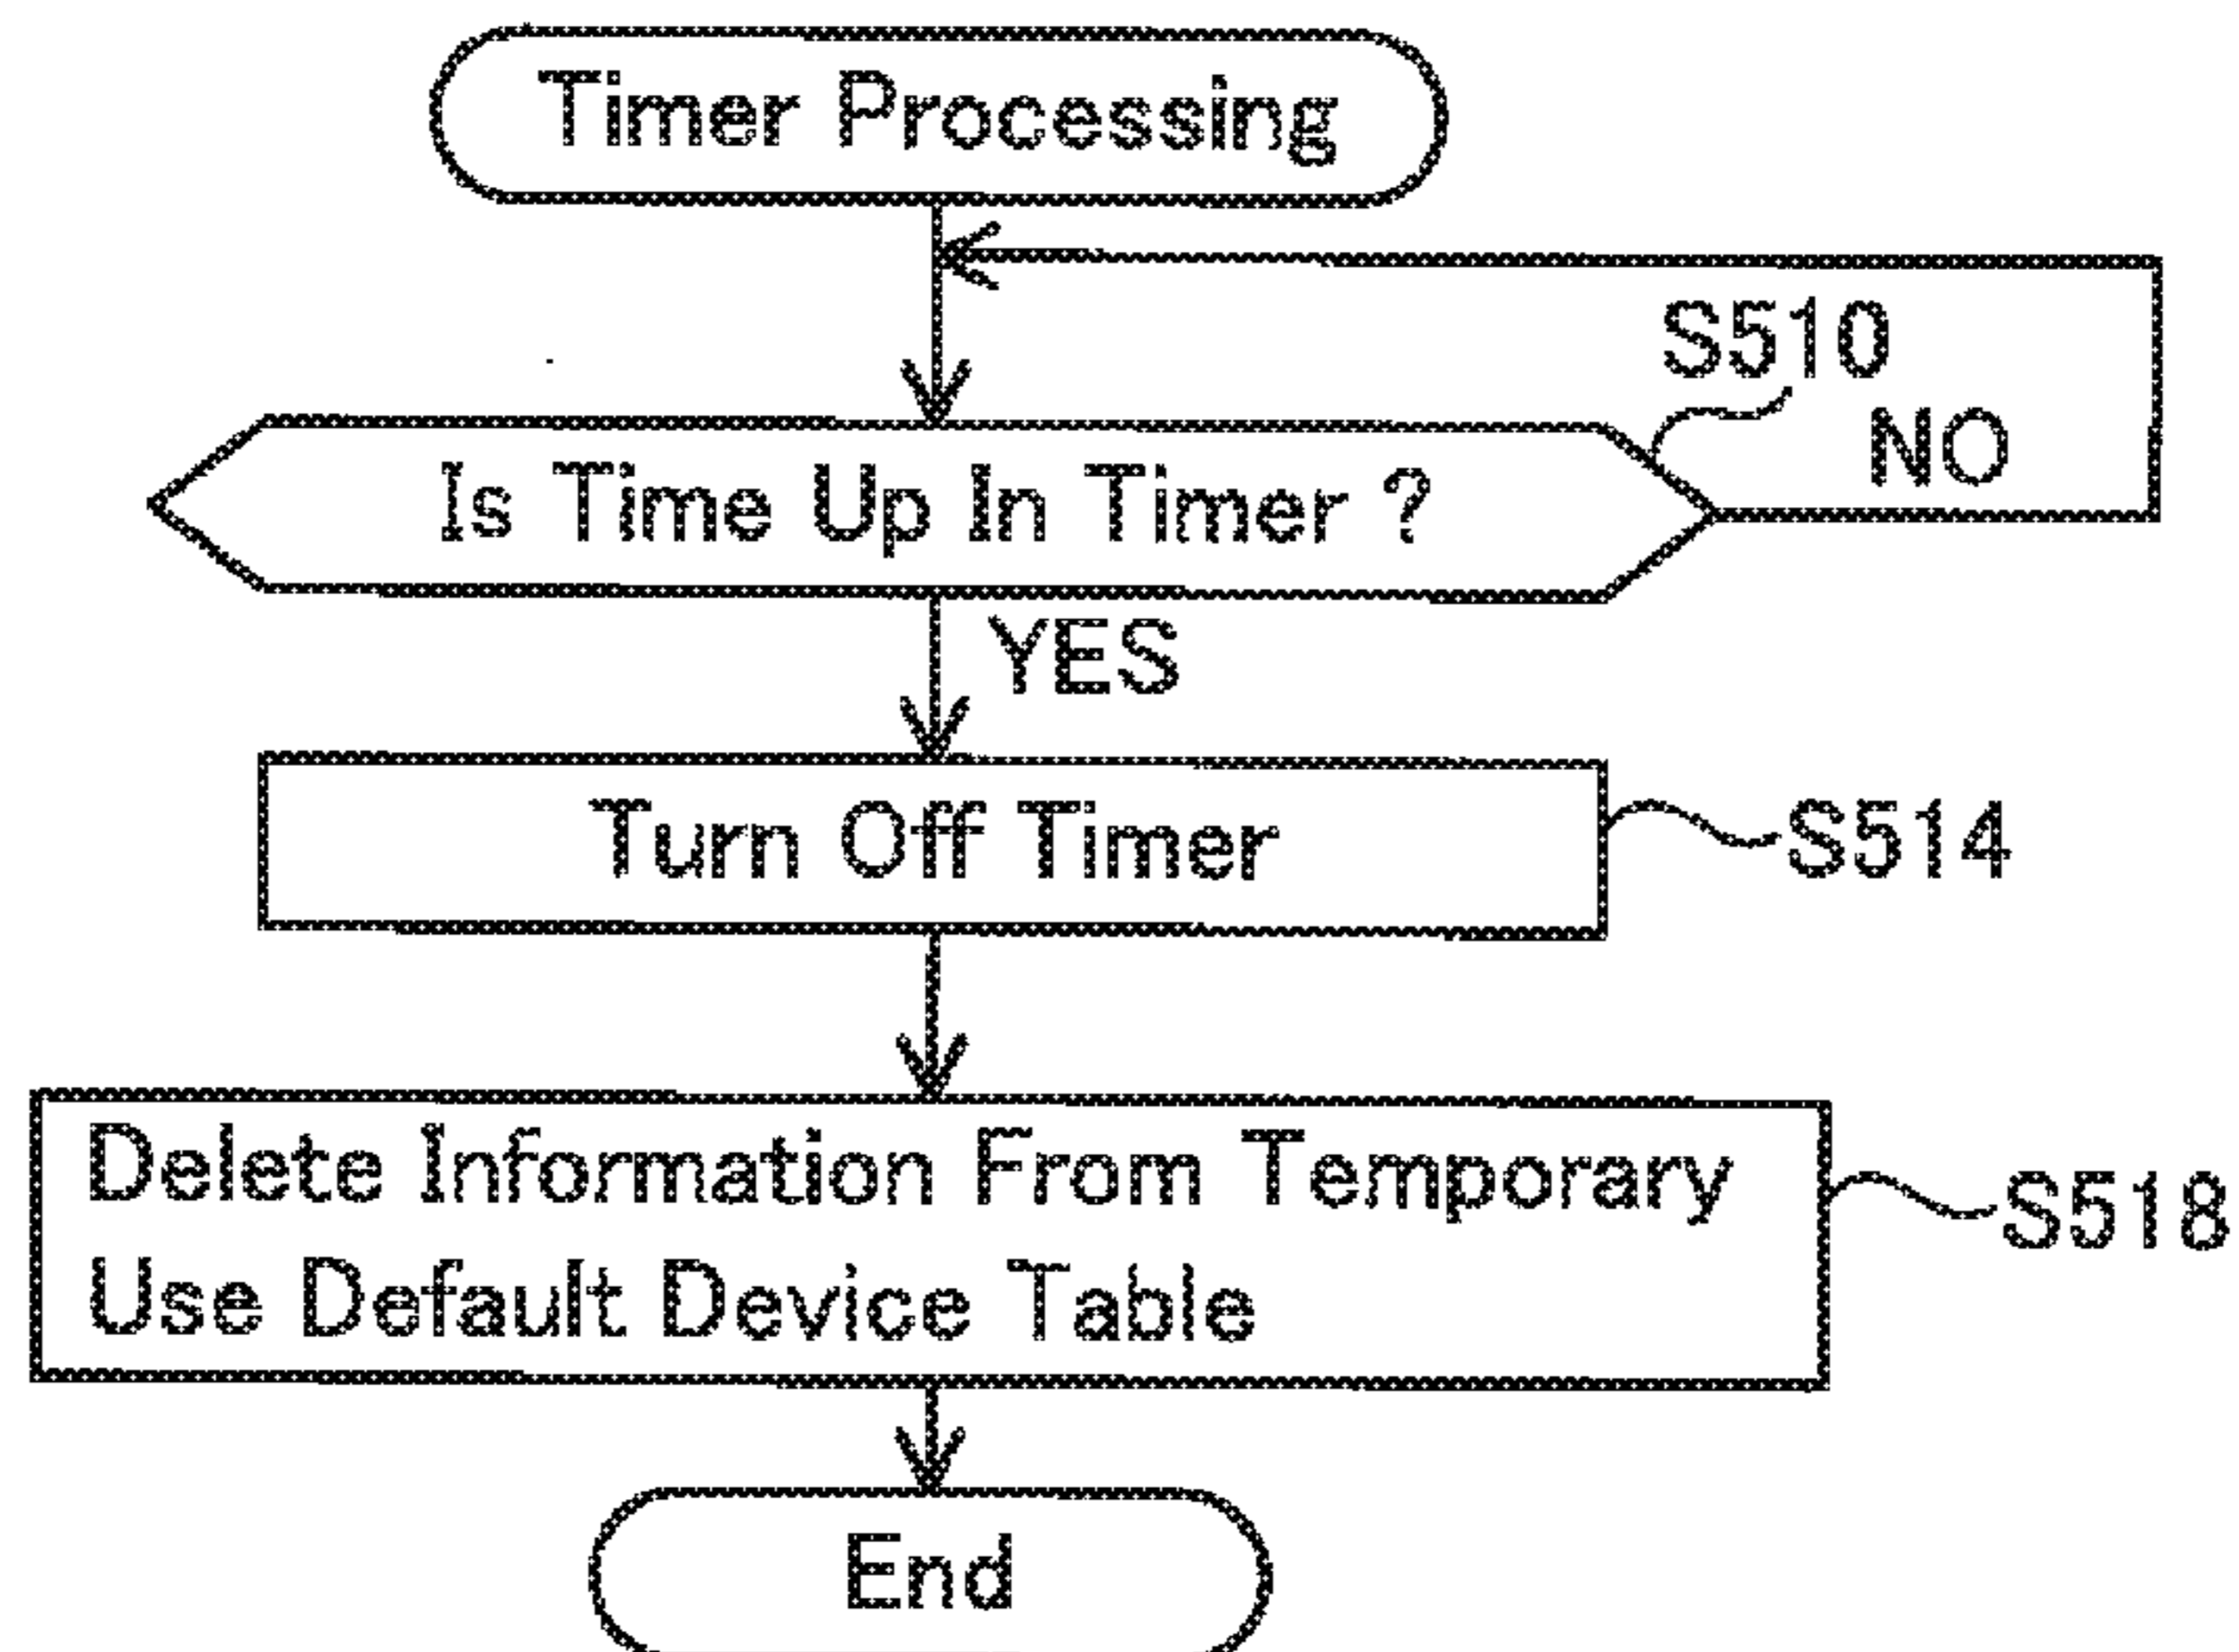 Timer Processing
S510
NO
Is Time Up In Timer ?
YES
Turn Off Timer
S514
Delete Information From Temporary
Use Default Device Table
S518
End